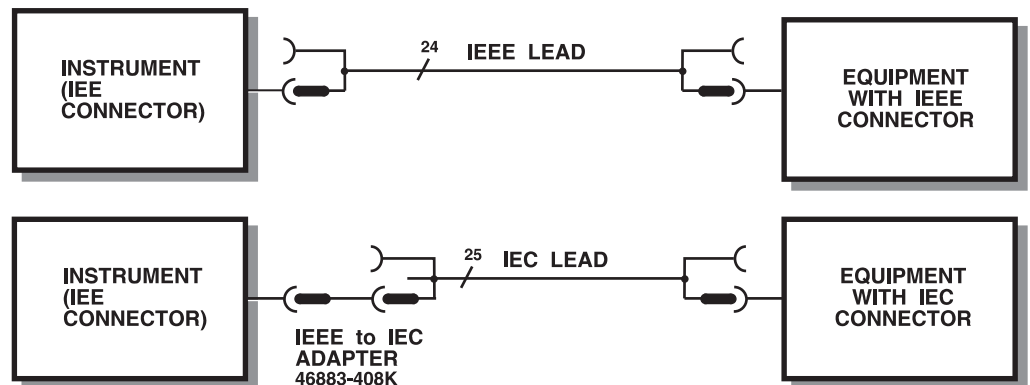 INSTRUMENT
(IEE
CONNECTOR)
24
IEEE LEAD
EQUIPMENT
WITH IEEE
CONNECTOR
INSTRUMENT
(IEE
CONNECTOR)
25
IEC LEAD
IEEE to IEC
ADAPTER
46883-408K
EQUIPMENT
WITH IEC
CONNECTOR